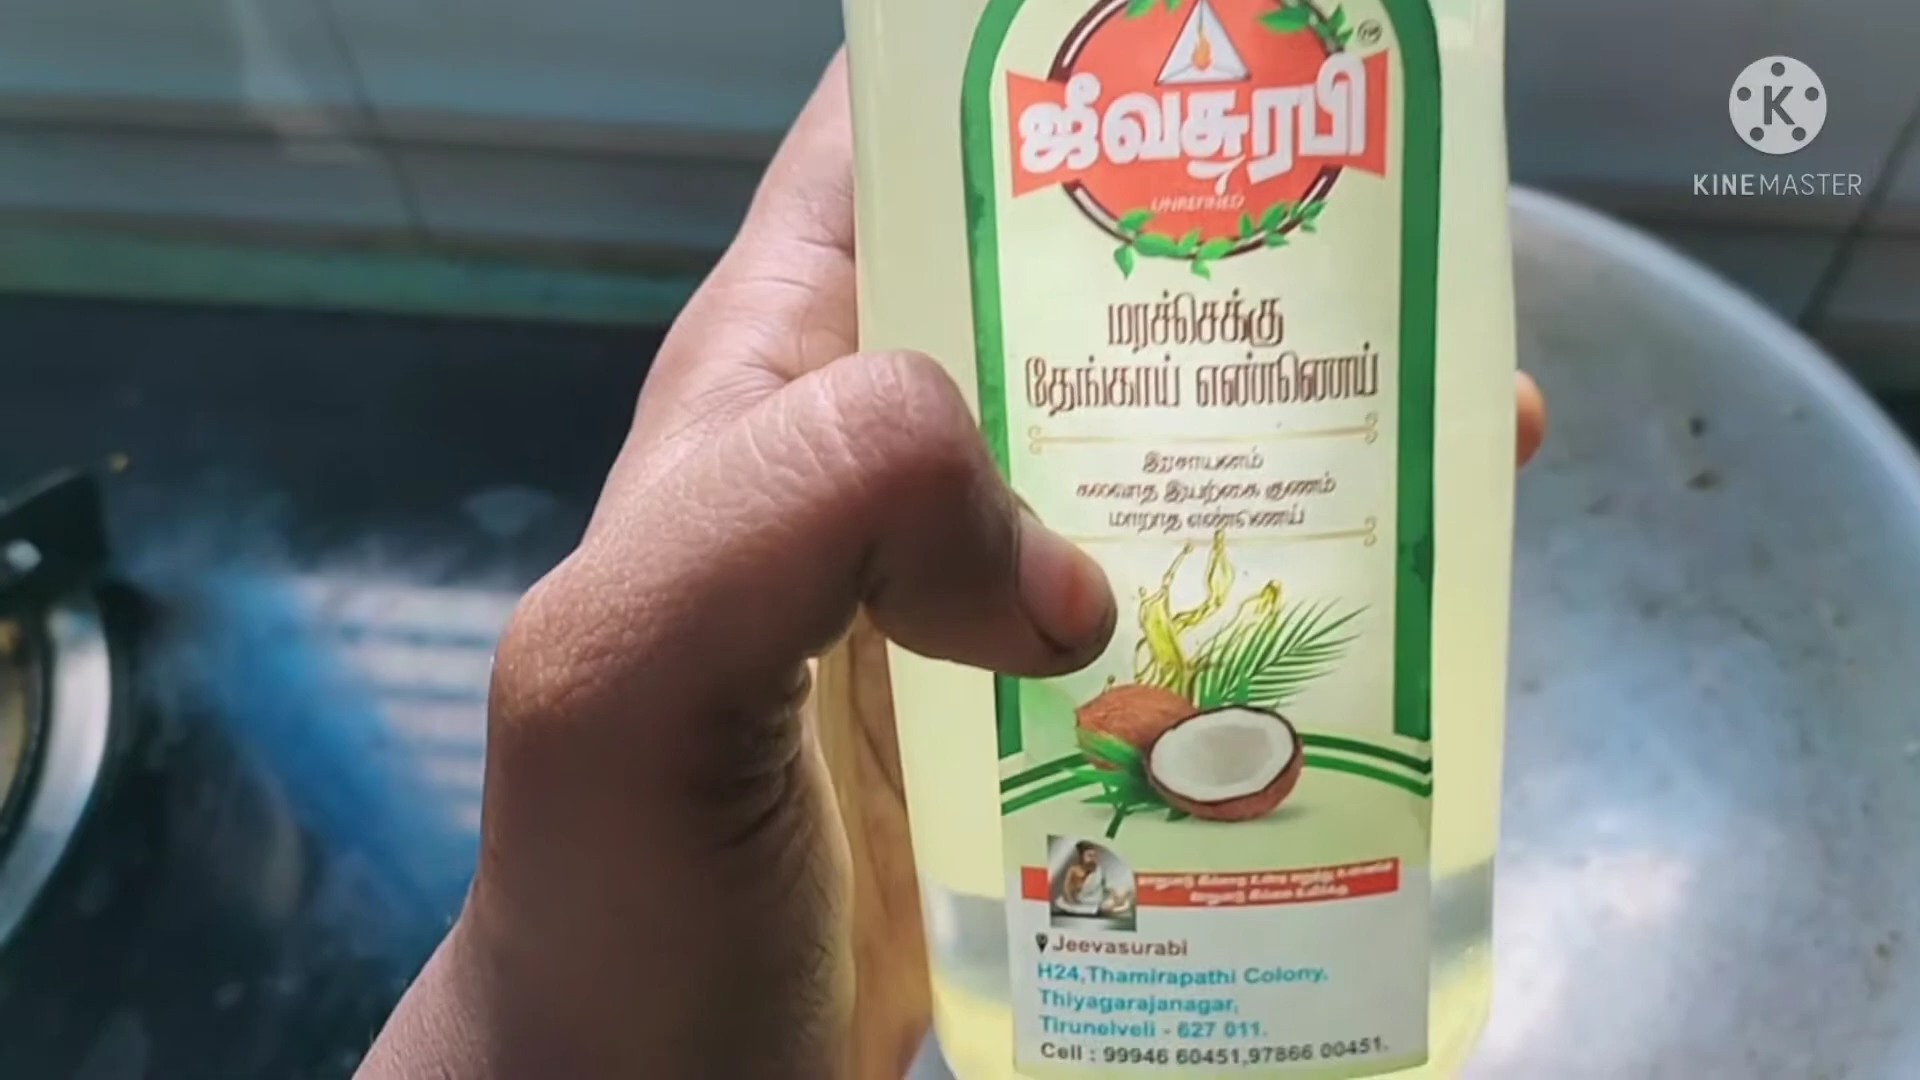 ஜீவசுரபி
UNREFINED
TM
K
KINEMASTER
மரச்செக்கு
தேங்காய் எண்ணெய்
இரசாயனம்
கலவாத இயற்கை குணம்
மாறாத எண்ணெய்
Jeevasurabi
H24,Thamirapathi Colony,
Thiyagarajanagar,
Tirunelveli - 627 011.
Cell : 99946 60451,97866 00451.